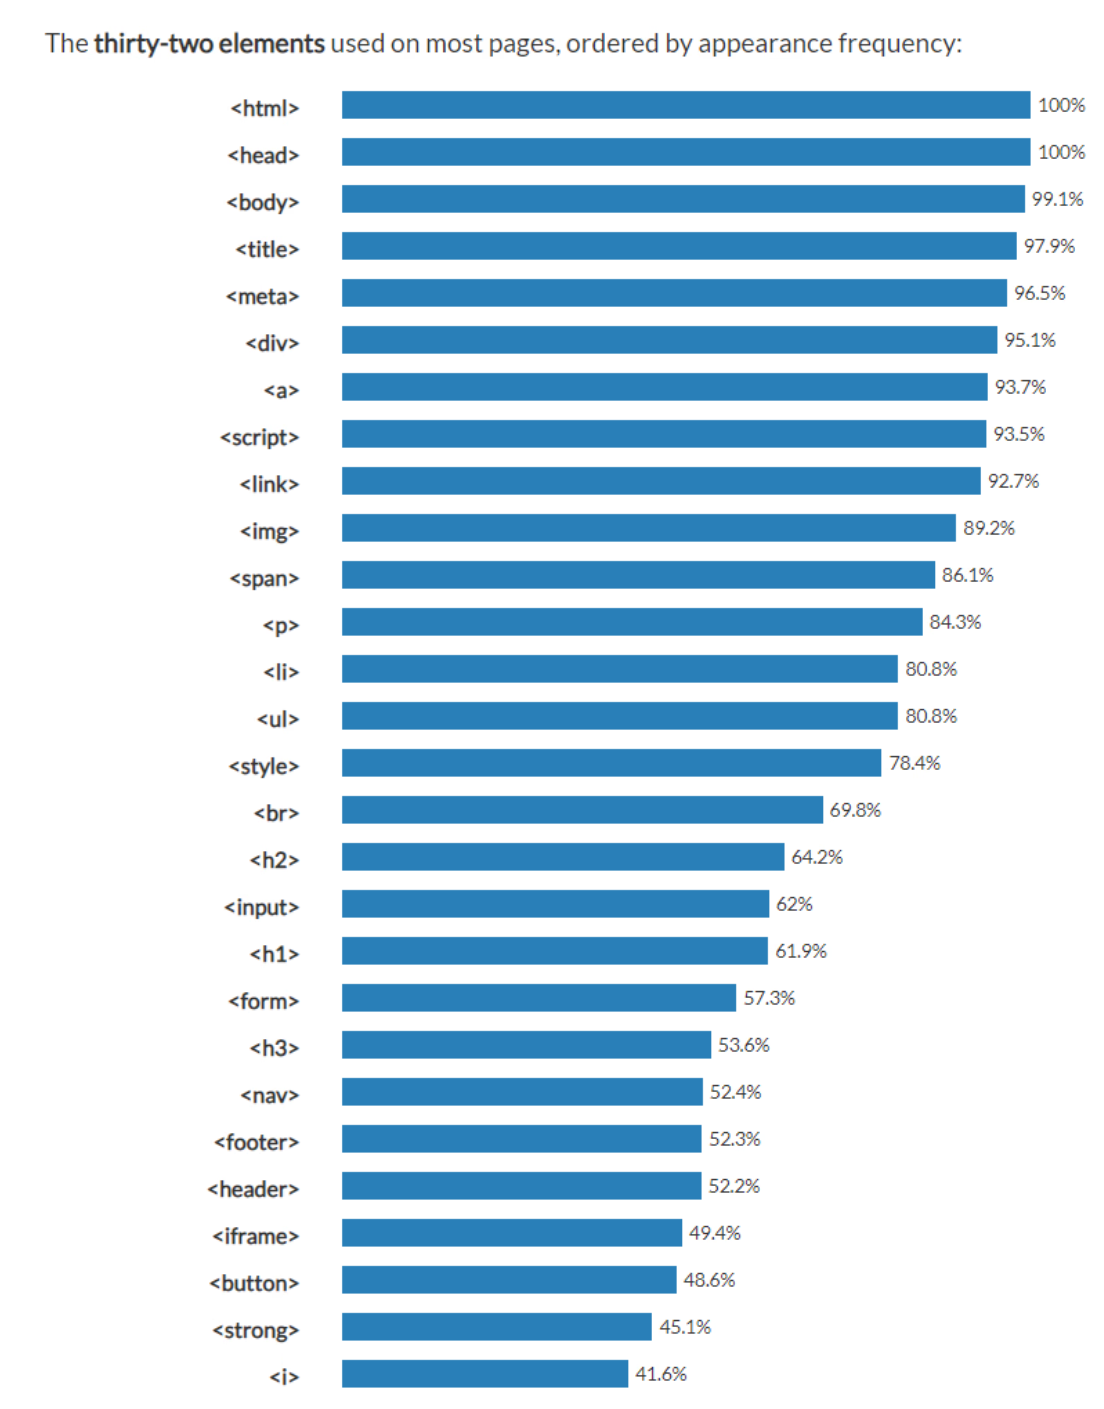 The thirty-two elements used on most pages, ordered by appearance frequency:
<html> 100%
<head> 100%
<body> 99.1%
<title> 97.9%
<meta> 96.5%
<div> 95.1%
<a> 93.7%
<script> 93.5%
<link> 92.7%
<img> 89.2%
<span> 86.1%
<p> 84.3%
<li> 80.8%
<ul> 80.8%
<style> 78.4%
<br> 69.8%
<h2> 64.2%
<input> 62%
<h1> 61.9%
<form> 57.3%
<h3> 53.6%
<nav> 52.4%
<footer> 52.3%
<header> 52.2%
<iframe> 49.4%
<button> 48.6%
<strong> 45.1%
<i> 41.6%